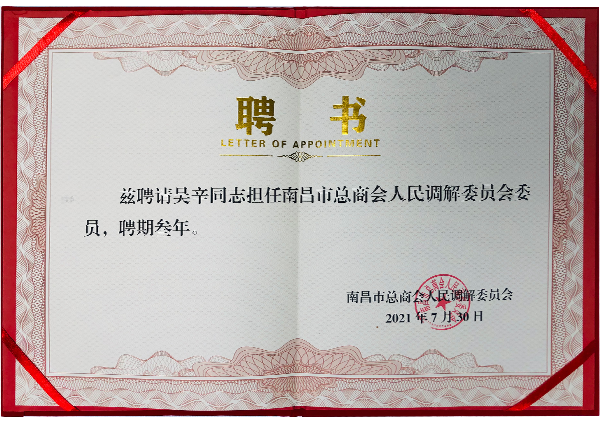 聘 书
LETTER OF APPOINTMENT
兹聘请吴辛同志担任南昌市总商会人民调解委员会委
员，聘期叁年。
南昌市总商会人民调解委员会
2021年7月30日